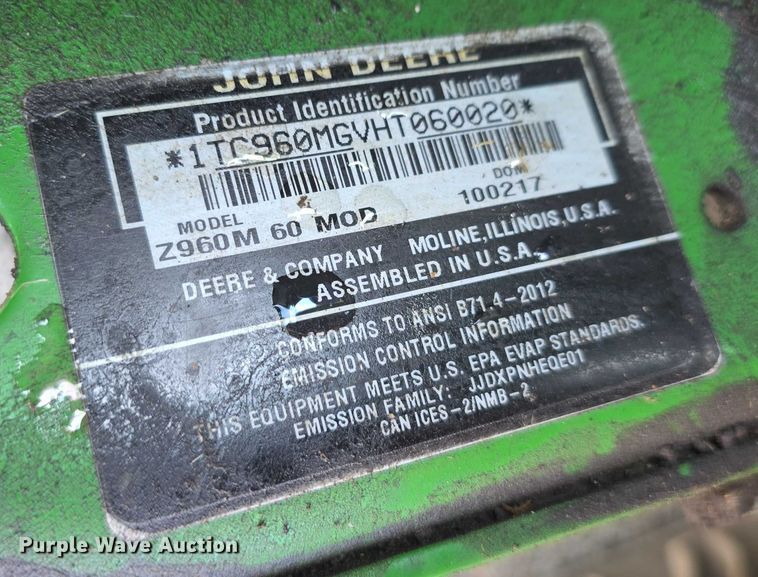 JOHN DEERE
Product Identification Number
*1TC960MGVHT060020*
MODEL DOM
Z960M 60 MOD 100217
DEERE & COMPANY MOLINE, ILLINOIS, U.S.A.
ASSEMBLED IN U.S.A.
CONFORMS TO ANSI B71.4-2012
EMISSION CONTROL INFORMATION
THIS EQUIPMENT MEETS U.S. EPA EVAP STANDARDS.
EMISSION FAMILY: JJDXPNHEQE01
CAN ICES-2/NMB-2
Purple Wave Auction